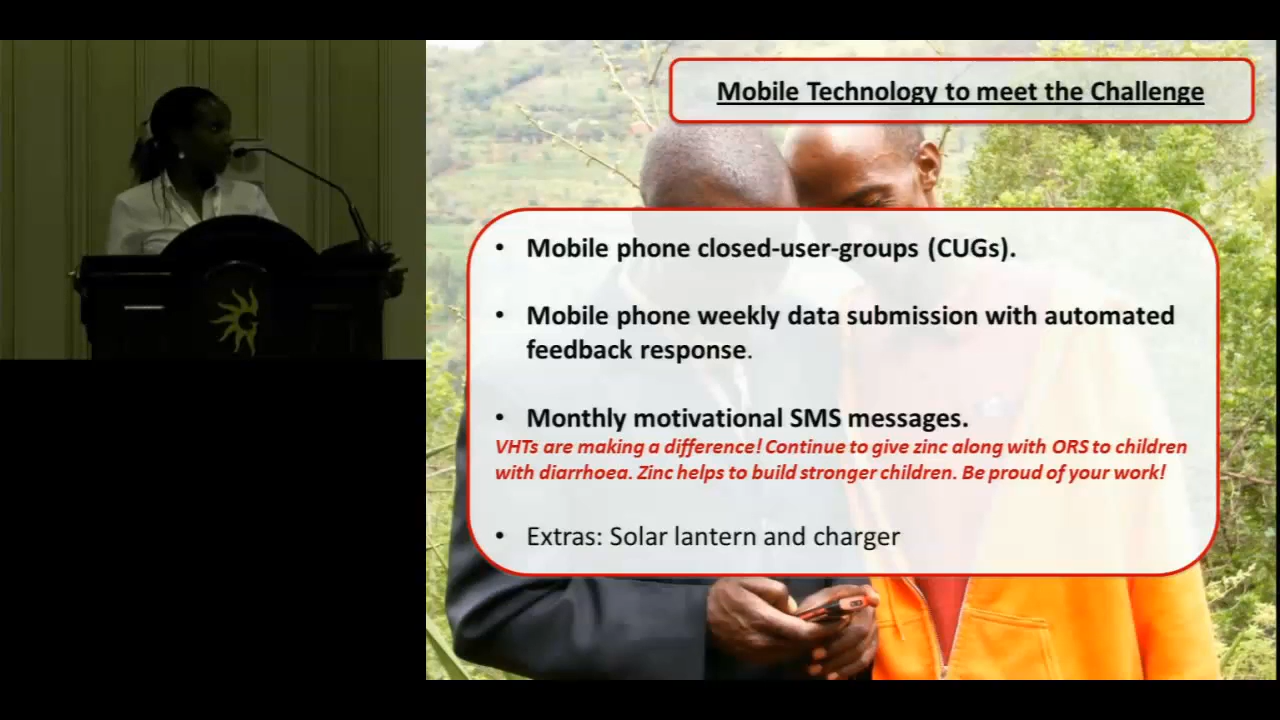 Mobile Technology to meet the Challenge
• Mobile phone closed-user-groups (CUGs).
• Mobile phone weekly data submission with automated
feedback response.
• Monthly motivational SMS messages.
VHTs are making a difference! Continue to give zinc along with ORS to children
with diarrhoea. Zinc helps to build stronger children. Be proud of your work!
• Extras: Solar lantern and charger